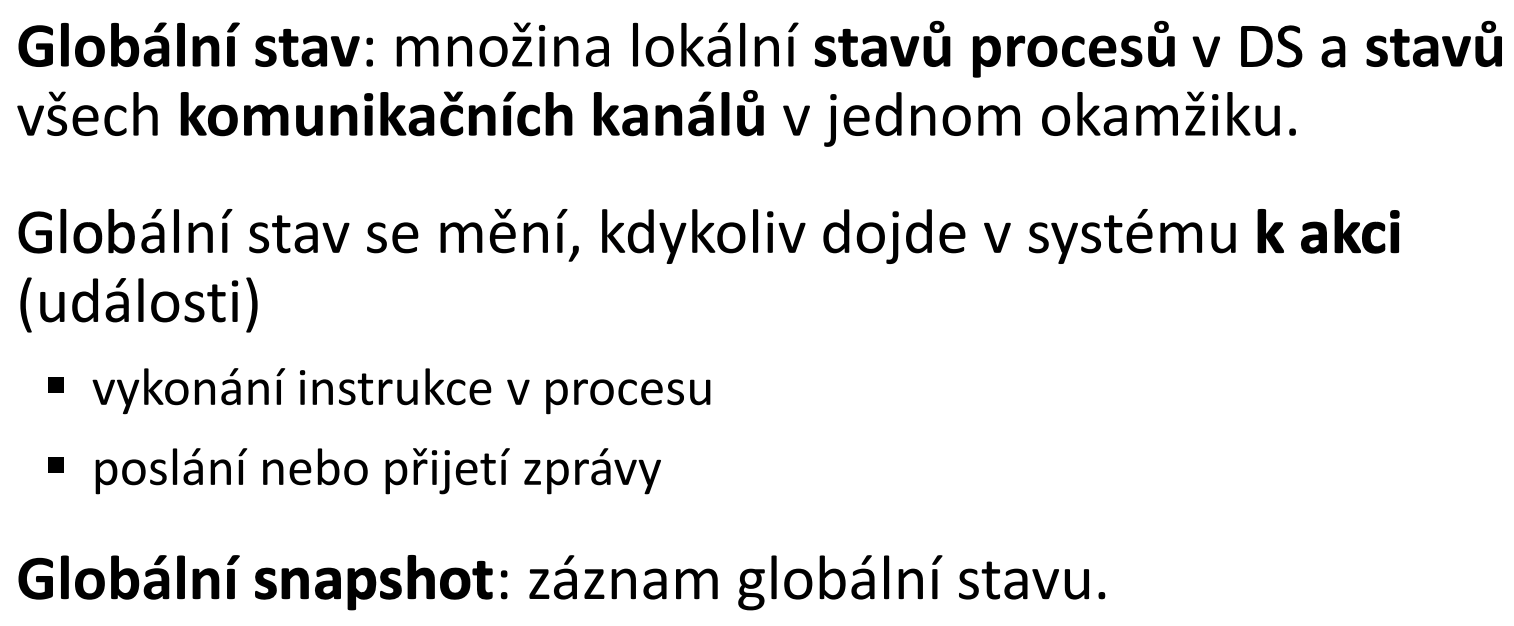 Globální stav: množina lokální stavů procesů v DS a stavů
všech komunikačních kanálů v jednom okamžiku.
Globální stav se mění, kdykoliv dojde v systému k akci
(události)
▪ vykonání instrukce v procesu
▪ poslání nebo přijetí zprávy
Globální snapshot: záznam globální stavu.